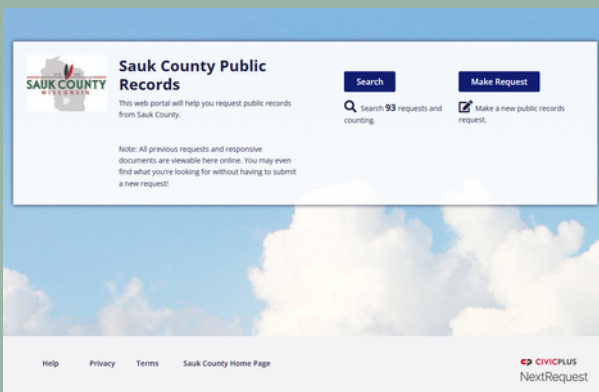 SAUK COUNTY
WISCONSIN
Sauk County Public
Records
This web portal will help you request public records
from Sauk County.
Note: All previous requests and responsive
documents are viewable here online. You may even
find what you're looking for without having to submit
a new request!
Search
Search 93 requests and
counting.
Make Request
Make a new public records
request.
Help Privacy Terms Sauk County Home Page
CIVICPLUS
NextRequest